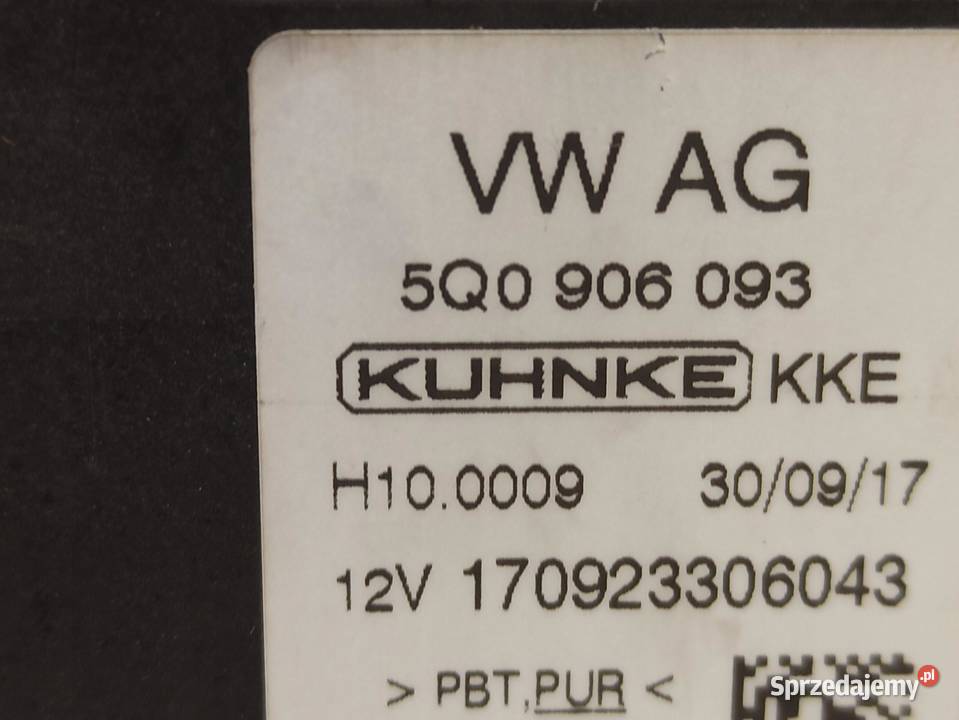 VW AG
5Q0 906 093
KUHNKE KKE
H10.0009 30/09/17
12V 170923306043
> PBT,PUR <
Sprzedajemy.pl